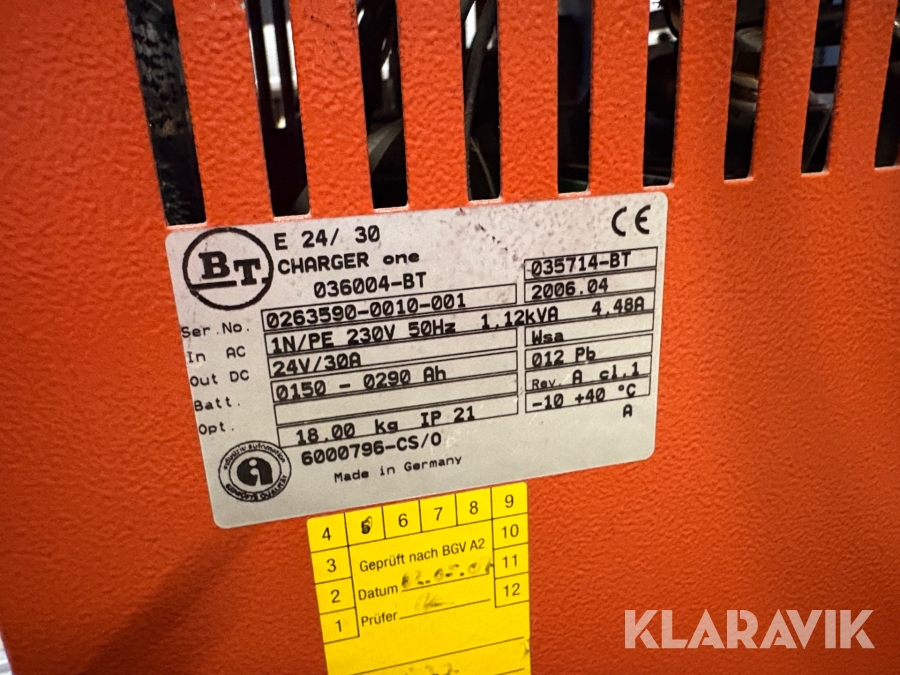 BT
E 24/ 30
CHARGER one
036004-BT
CE
035714-BT
Ser.No. 0263590-0010-001 2006.04
In AC 1N/PE 230V 50Hz 1,12kVA 4.48A
Out DC 24V/30A Wsa
Batt. 0150 - 0290 Ah 012 Pb
Opt. Rev. A cl.1
18.00 kg IP 21 -10 +40 °C
6000796-CS/0 A
Made in Germany
4 5 6 7 8 9
3 Geprüft nach BGV A2 10
2 Datum 11
1 Prüfer 12
KLARAVIK